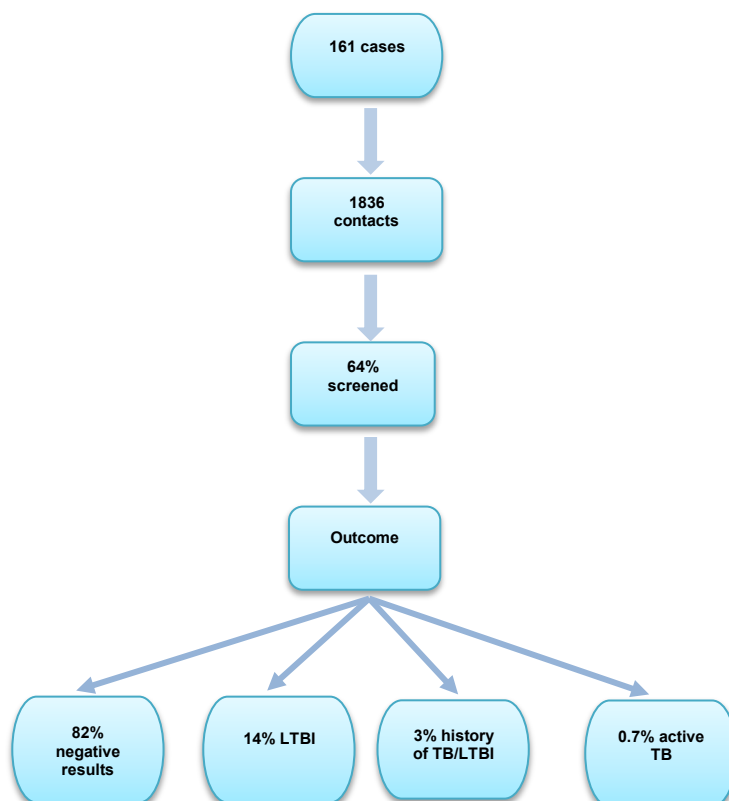 161 cases
1836
contacts
64%
screened
Outcome
82%
negative
results
14% LTBI
3% history
of TB/LTBI
0.7% active
TB